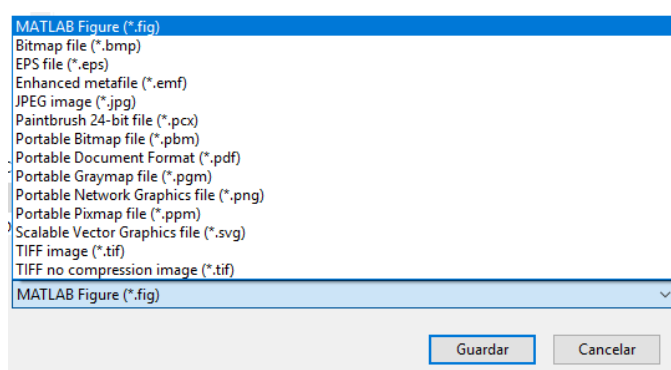 MATLAB Figure (*.fig)
Bitmap file (*.bmp)
EPS file (*.eps)
Enhanced metafile (*.emf)
JPEG image (*.jpg)
Paintbrush 24-bit file (*.pcx)
Portable Bitmap file (*.pbm)
Portable Document Format (*.pdf)
Portable Graymap file (*.pgm)
Portable Network Graphics file (*.png)
Portable Pixmap file (*.ppm)
Scalable Vector Graphics file (*.svg)
TIFF image (*.tif)
TIFF no compression image (*.tif)
MATLAB Figure (*.fig)
Guardar Cancelar